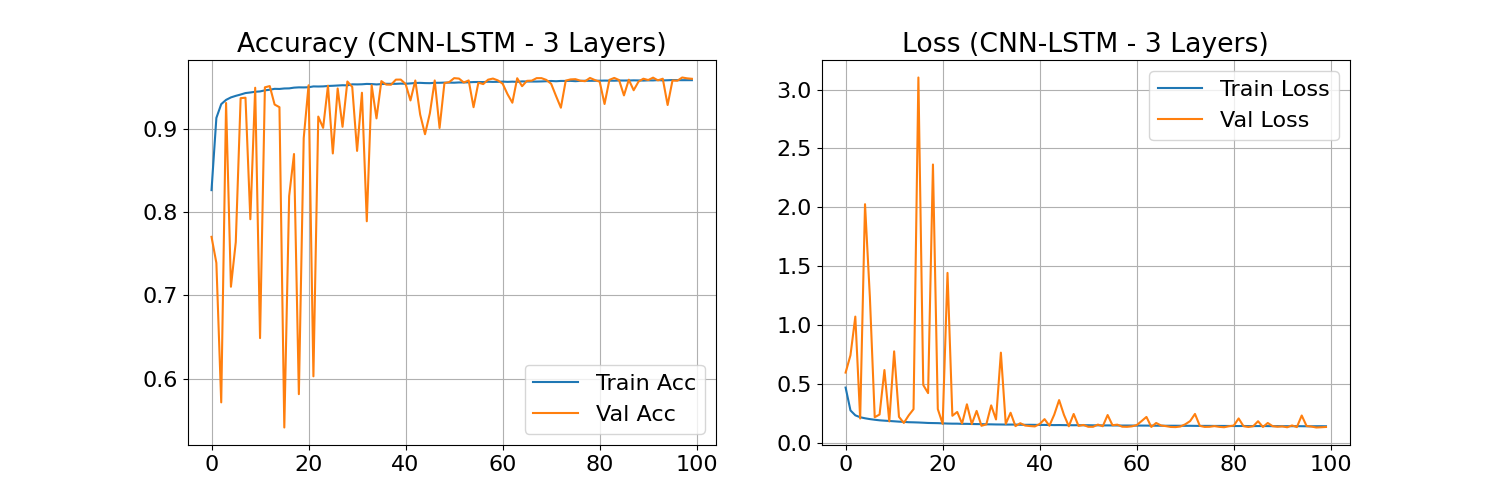 Accuracy (CNN-LSTM - 3 Layers)
0.9
0.8
0.7
0.6
0 20 40 60 80 100
Train Acc
Val Acc
Loss (CNN-LSTM - 3 Layers)
3.0
2.5
2.0
1.5
1.0
0.5
0.0
0 20 40 60 80 100
Train Loss
Val Loss